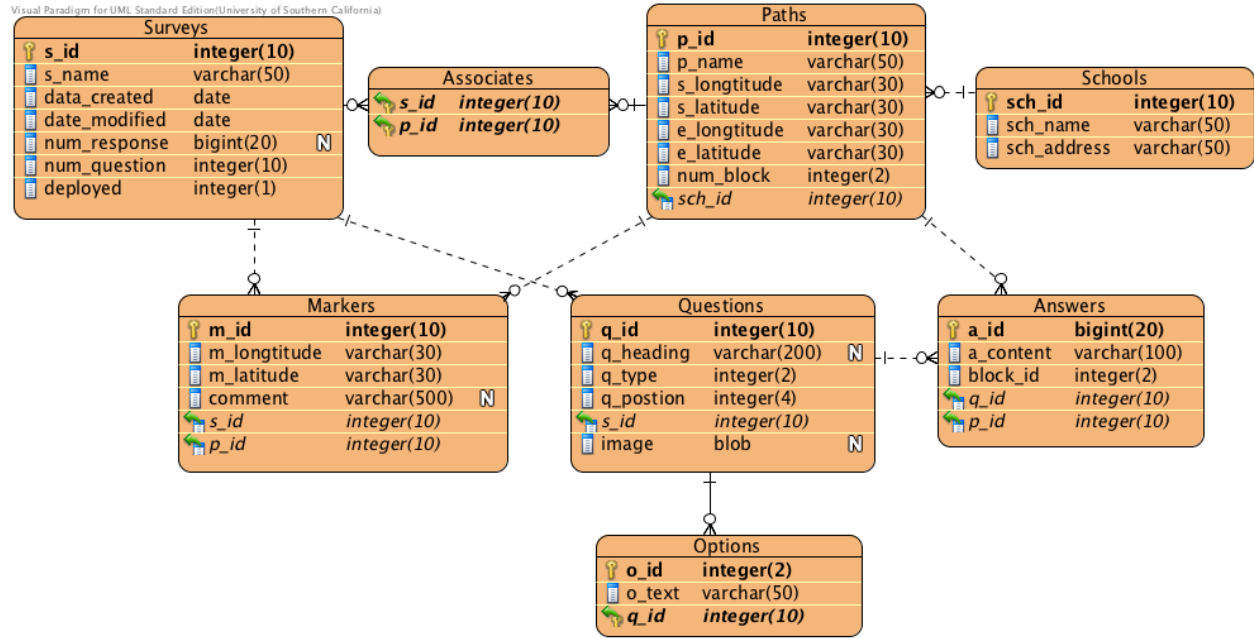 Visual Paradigm for UML Standard Edition(University of Southern California)
Surveys
s_id integer(10)
s_name varchar(50)
data_created date
date_modified date
num_response bigint(20) N
num_question integer(10)
deployed integer(1)
Associates
s_id integer(10)
p_id integer(10)
Paths
p_id integer(10)
p_name varchar(50)
s_longtitude varchar(30)
s_latitude varchar(30)
e_longtitude varchar(30)
e_latitude varchar(30)
num_block integer(2)
sch_id integer(10)
Schools
sch_id integer(10)
sch_name varchar(50)
sch_address varchar(50)
Markers
m_id integer(10)
m_longtitude varchar(30)
m_latitude varchar(30)
comment varchar(500) N
s_id integer(10)
p_id integer(10)
Questions
q_id integer(10)
q_heading varchar(200) N
q_type integer(2)
q_postion integer(4)
s_id integer(10)
image blob N
Answers
a_id bigint(20)
a_content varchar(100)
block_id integer(2)
q_id integer(10)
p_id integer(10)
Options
o_id integer(2)
o_text varchar(50)
q_id integer(10)